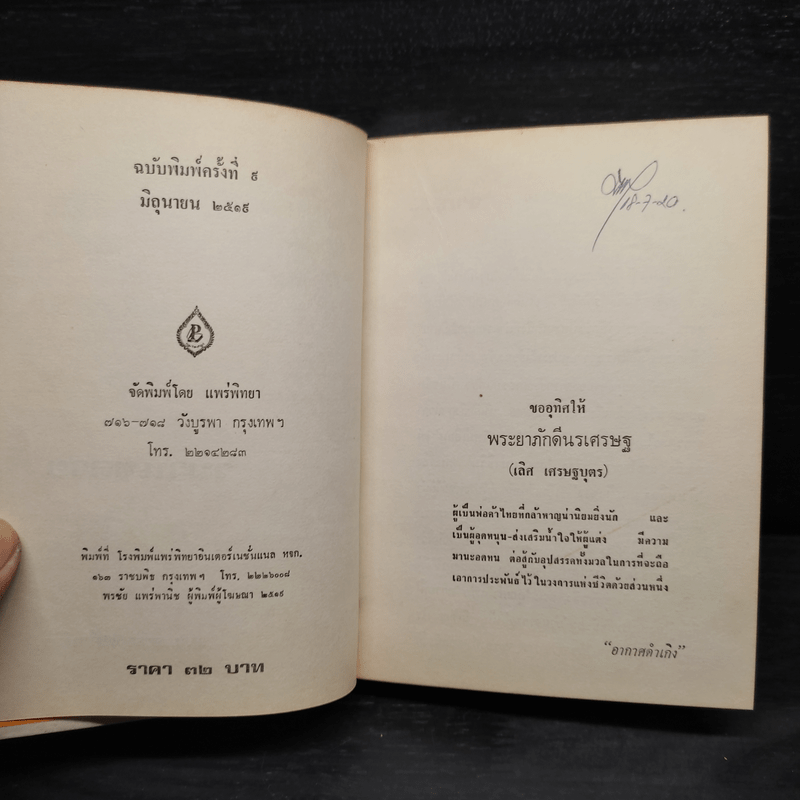 ฉบับพิมพ์ครั้งที่ ๙
มิถุนายน ๒๕๑๙
จัดพิมพ์โดย แพร่พิทยา
๗๑๖-๗๑๘ วังบูรพา กรุงเทพฯ
โทร. ๒๒๑๔๒๘๓
พิมพ์ที่ โรงพิมพ์แพร่พิทยาอินเตอร์เนชั่นแนล หจก.
๑๖๓ ราชบพิธ กรุงเทพฯ โทร. ๒๒๒๖๐๐๘
พรชัย แพร่พานิช ผู้พิมพ์ผู้โฆษณา ๒๕๑๙
ราคา ๓๒ บาท
18-7-20.
ขออุทิศให้
พระยาภักดีนรเศรษฐ
(เลิศ เศรษฐบุตร)
ผู้เป็นพ่อค้าไทยที่กล้าหาญน่านิยมยิ่งนัก และ
เป็นผู้อุดหนุน-ส่งเสริมน้ำใจให้ผู้แต่ง มีความ
มานะอดทน ต่อสู้กับอุปสรรคทั้งมวลในการที่จะถือ
เอาการประพันธ์ไว้ในวงการแห่งชีวิตด้วยส่วนหนึ่ง
“อากาศดำเกิง”